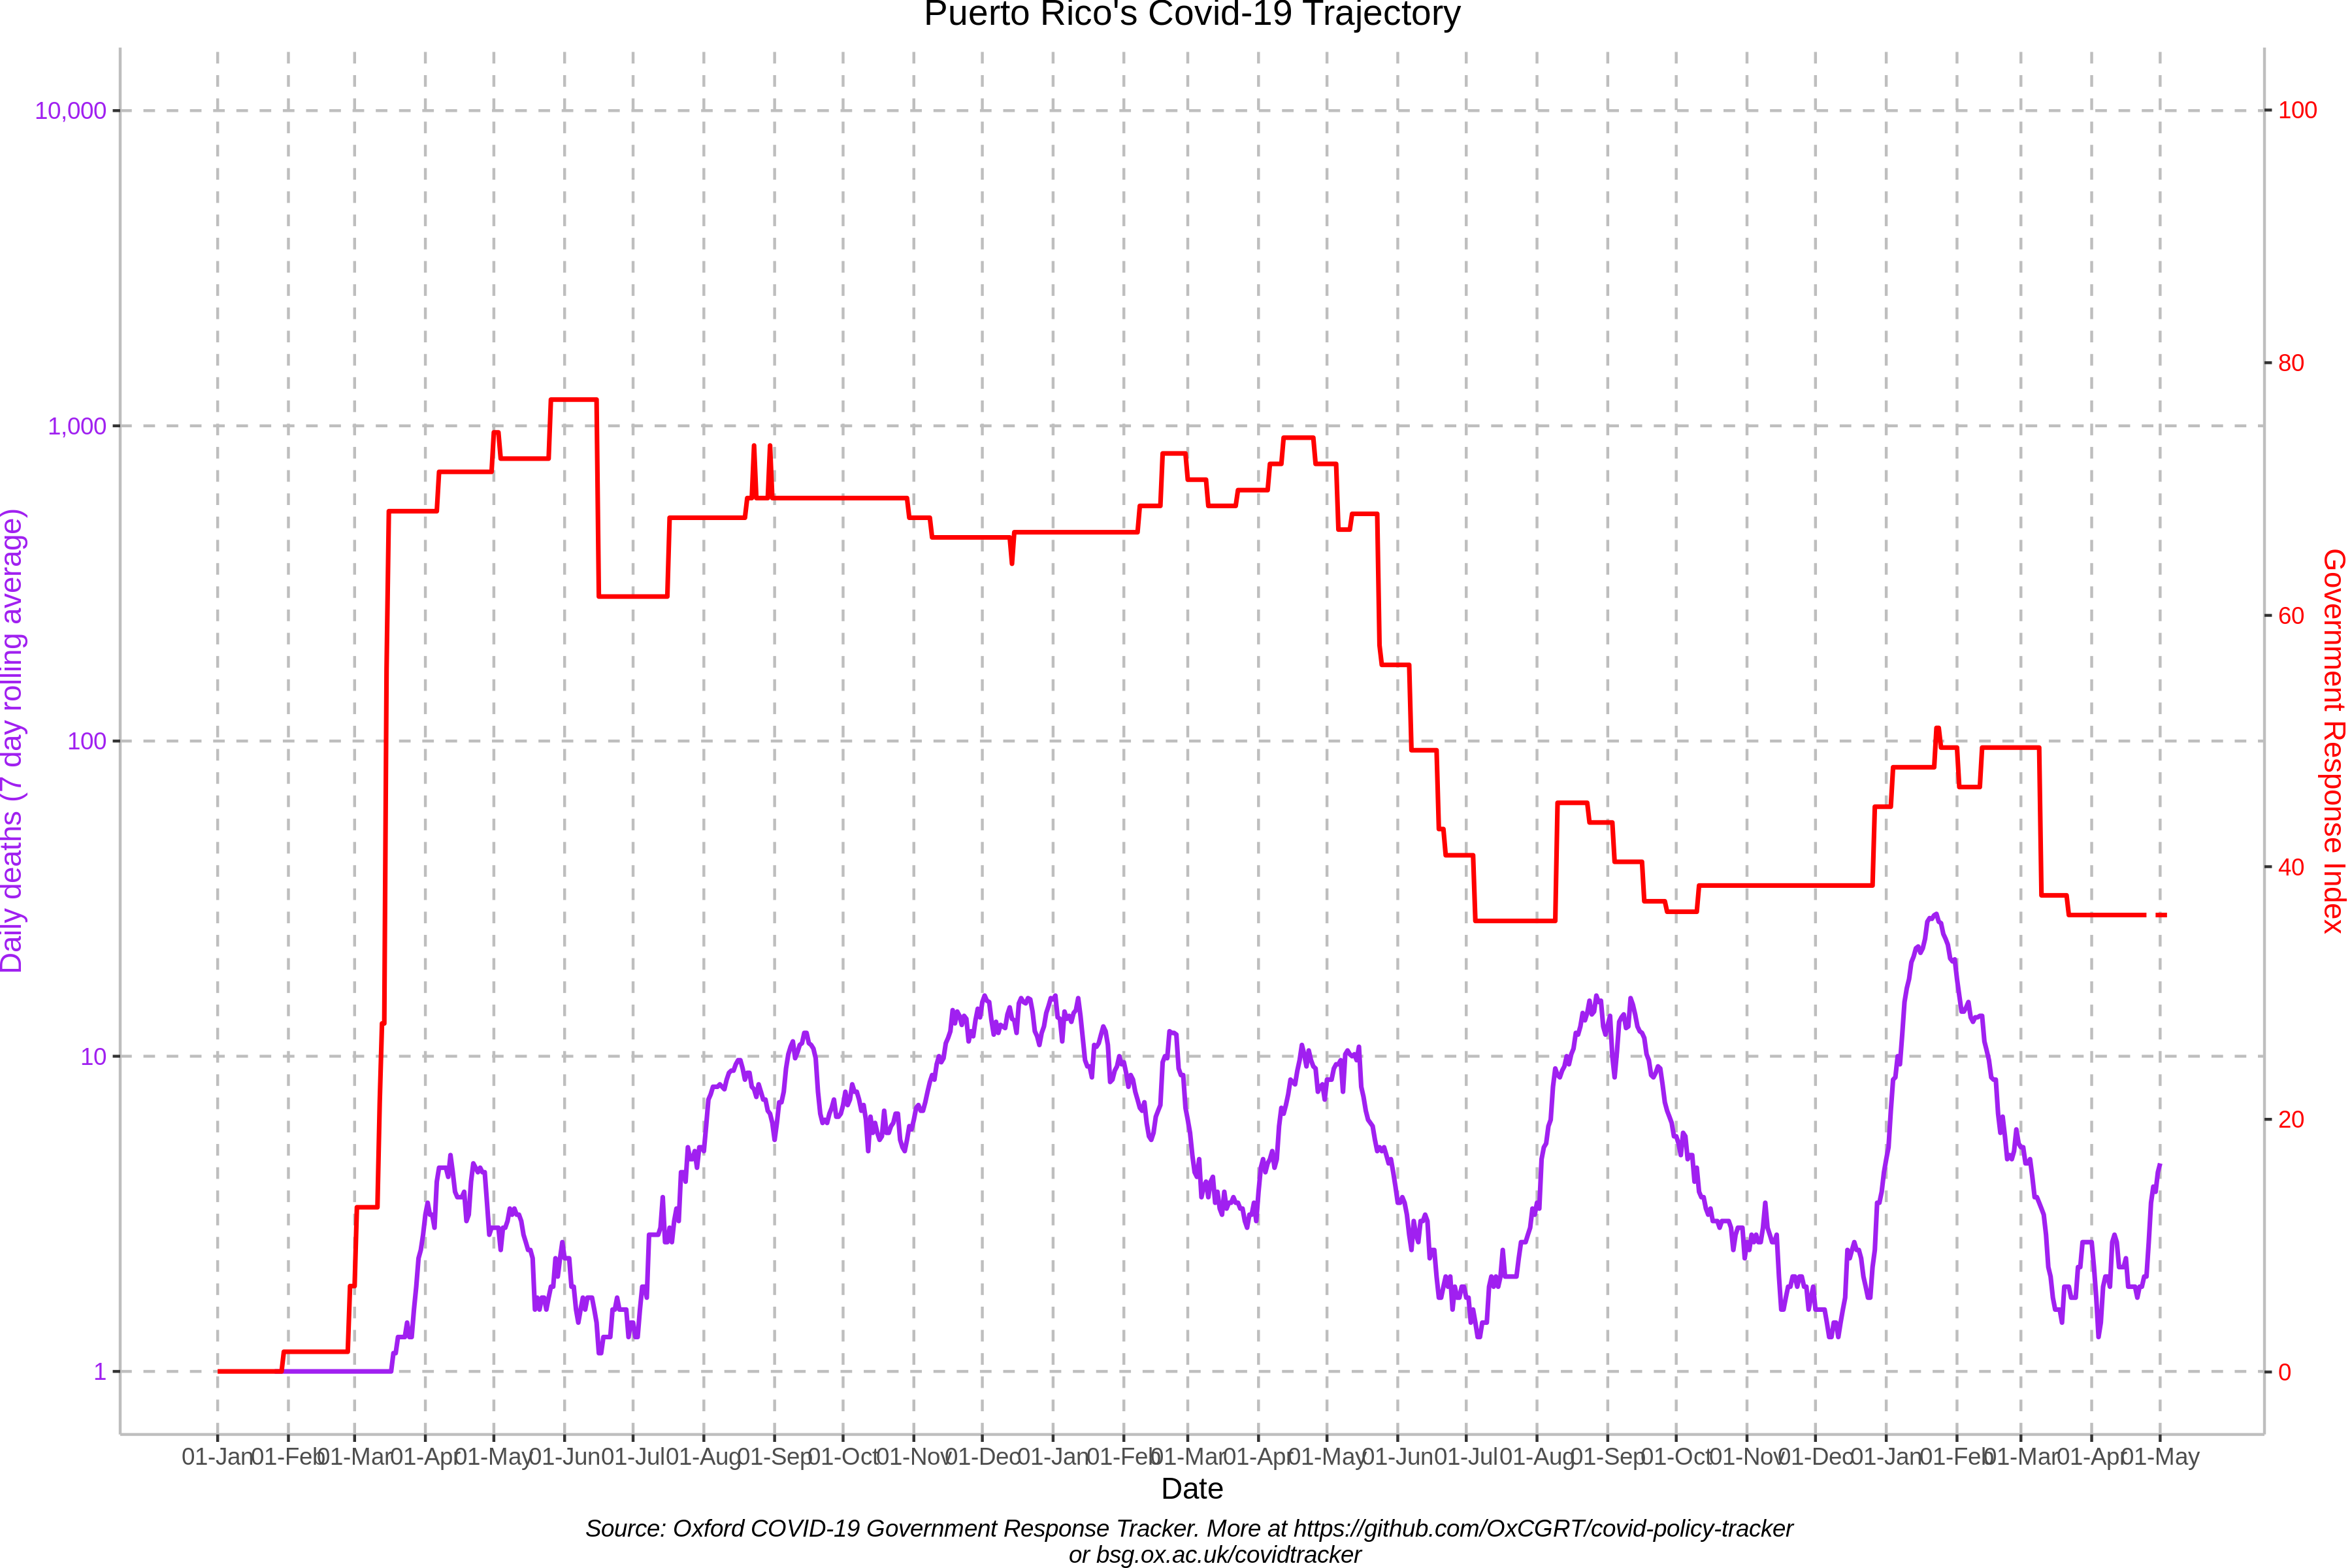 Puerto Rico's Covid-19 Trajectory
10,000
1,000
100
10
1
Daily deaths (7 day rolling average)
100
80
60
40
20
0
Government Response Index
01-Jan
01-Feb
01-Mar
01-Apr
01-May
01-Jun
01-Jul
01-Aug
01-Sep
01-Oct
01-Nov
01-Dec
01-Jan
01-Feb
01-Mar
01-Apr
01-May
01-Jun
01-Jul
01-Aug
01-Sep
01-Oct
01-Nov
01-Dec
01-Jan
01-Feb
01-Mar
01-Apr
01-May
Date
Source: Oxford COVID-19 Government Response Tracker. More at https://github.com/OxCGRT/covid-policy-tracker
or bsg.ox.ac.uk/covidtracker